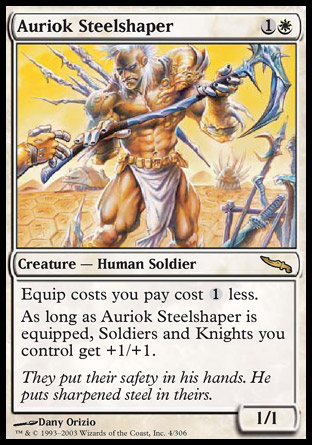 Auriok Steelshaper 1
Creature — Human Soldier
Equip costs you pay cost 1 less.
As long as Auriok Steelshaper is
equipped, Soldiers and Knights you
control get +1/+1.
They put their safety in his hands. He
puts sharpened steel in theirs.
Dany Orizio
™ & © 1993–2003 Wizards of the Coast, Inc. 4/306
1/1